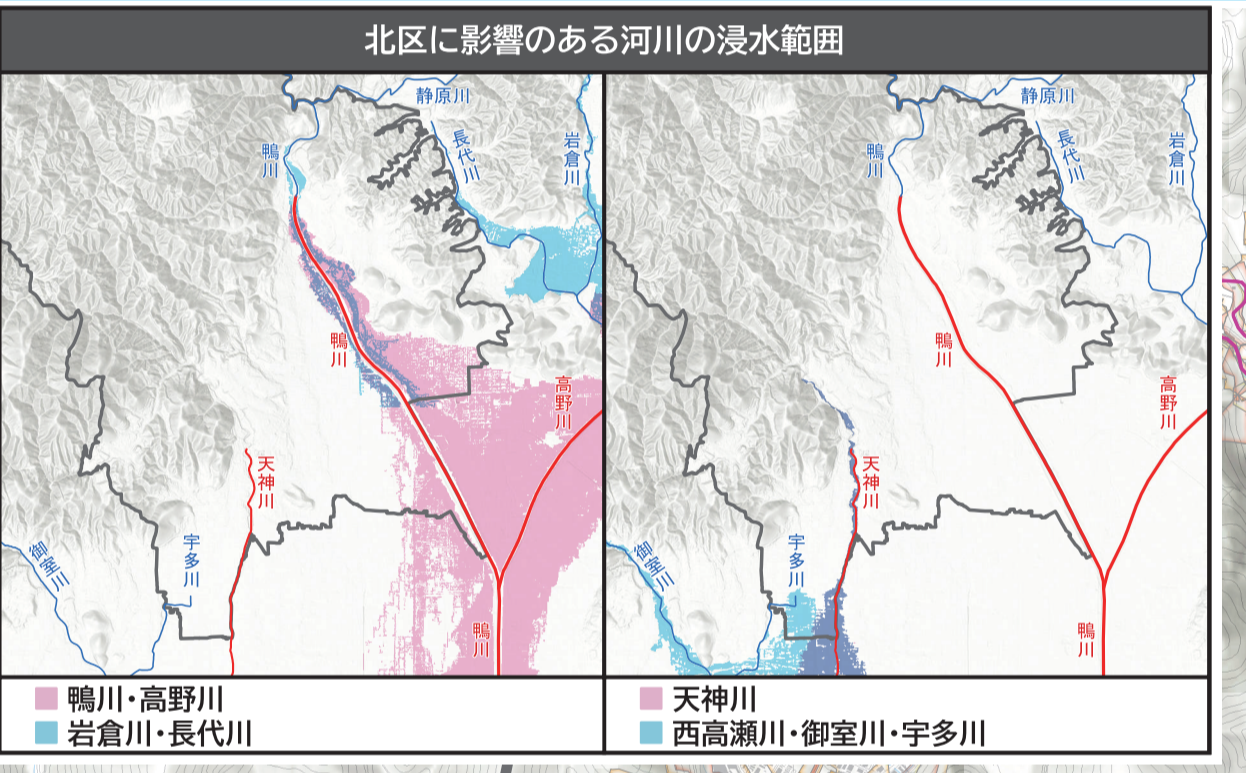 北区に影響のある河川の浸水範囲
静原川
鴨川
長代川
岩倉川
鴨川
高野川
天神川
御室川
宇多川
鴨川
静原川
鴨川
長代川
岩倉川
鴨川
高野川
天神川
御室川
宇多川
鴨川
鴨川・高野川
岩倉川・長代川
天神川
西高瀬川・御室川・宇多川